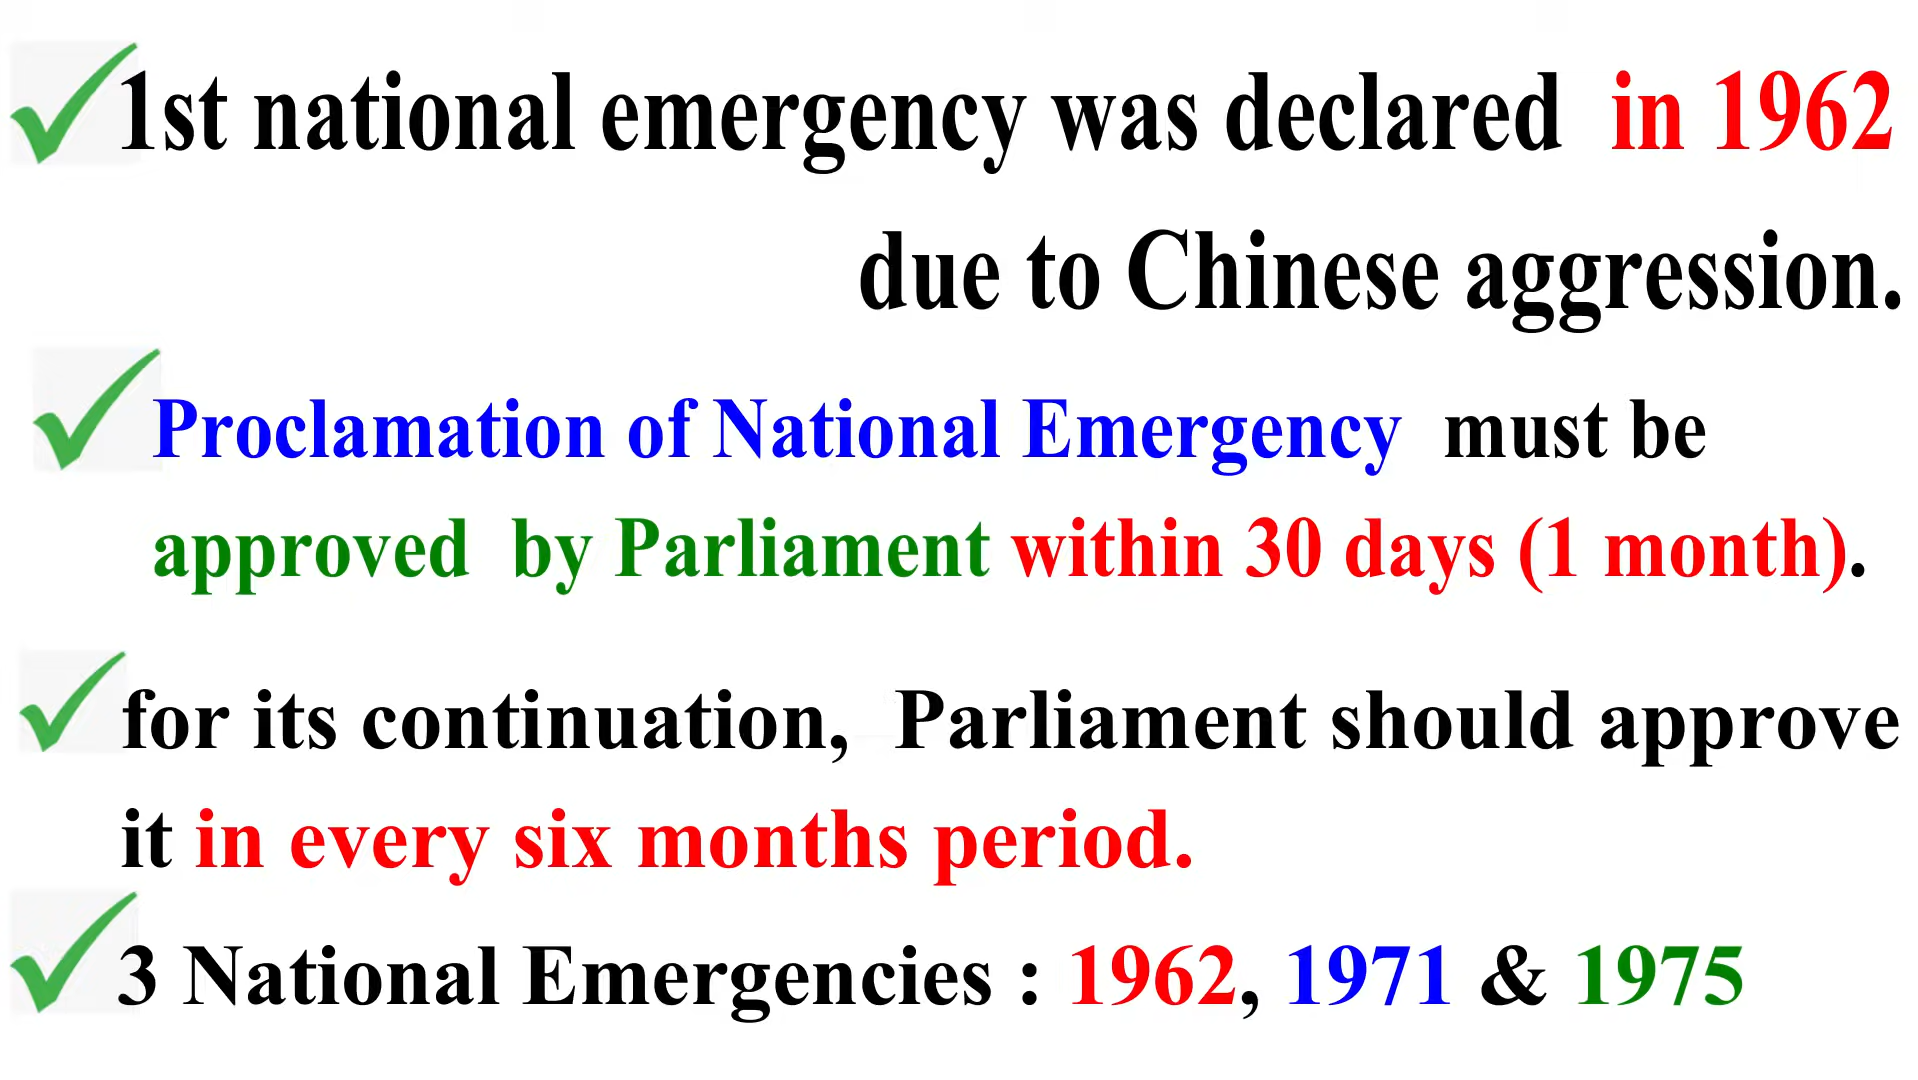 1st national emergency was declared in 1962
due to Chinese aggression.
Proclamation of National Emergency must be
approved by Parliament within 30 days (1 month).
for its continuation, Parliament should approve
it in every six months period.
3 National Emergencies : 1962, 1971 & 1975